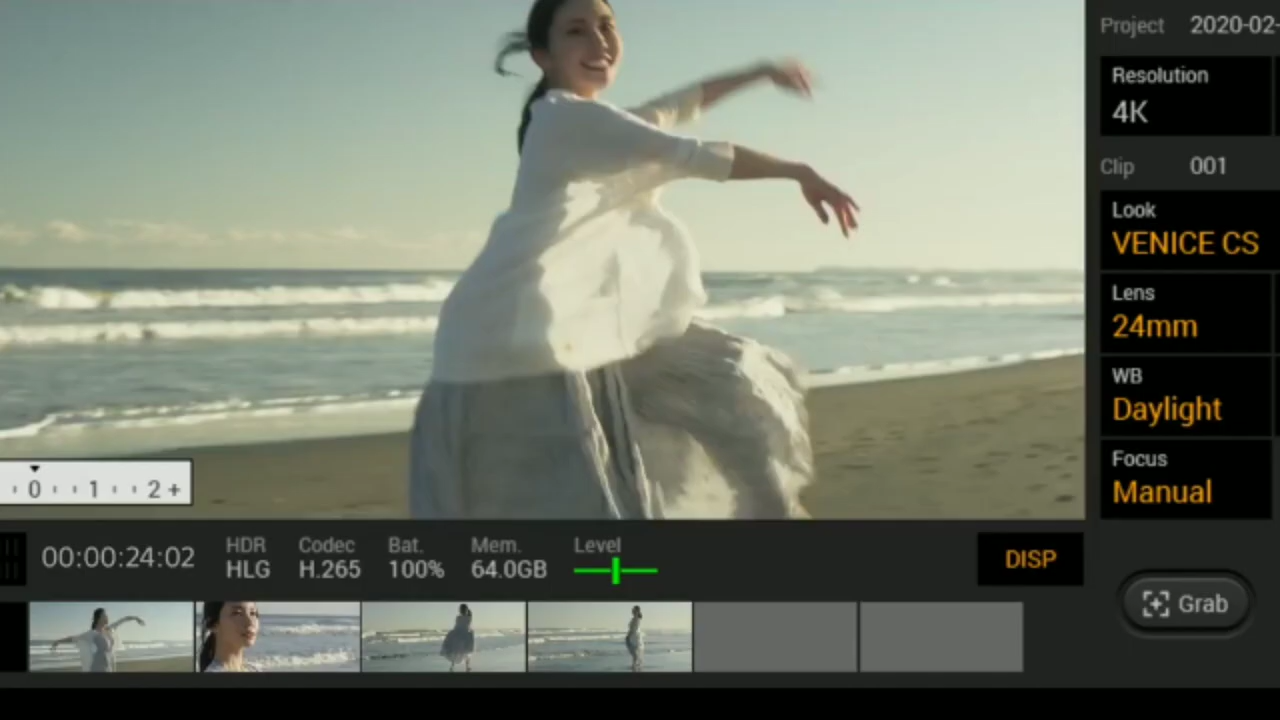 Project 2020-02-
Resolution
4K
Clip 001
Look
VENICE CS
Lens
24mm
WB
Daylight
Focus
Manual
0 1 2 +
00:00:24:02
HDR Codec Bat. Mem. Level
HLG H.265 100% 64.0GB
DISP
Grab